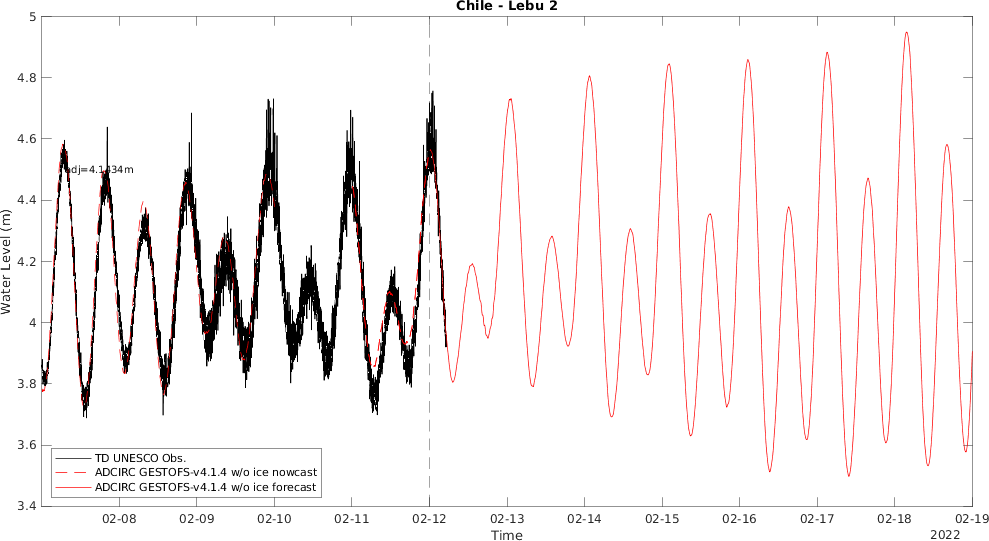 Chile - Lebu 2
5
4.8
4.6
4.4
4.2
4
3.8
3.6
3.4
Water Level (m)
adj=4.1434m
TD UNESCO Obs.
ADCIRC GESTOFS-v4.1.4 w/o ice nowcast
ADCIRC GESTOFS-v4.1.4 w/o ice forecast
02-08 02-09 02-10 02-11 02-12 02-13 02-14 02-15 02-16 02-17 02-18 02-19
Time
2022